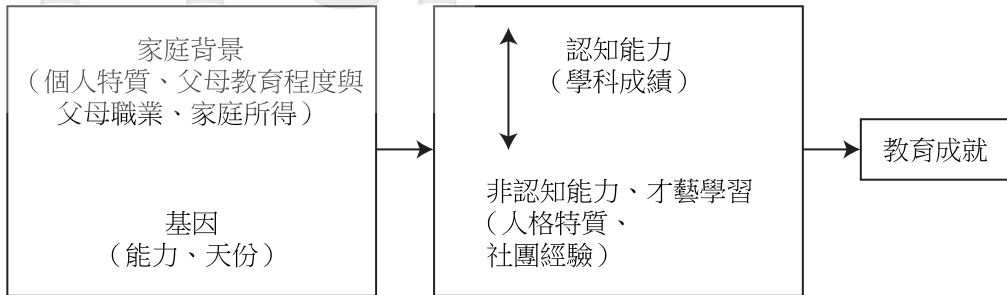 家庭背景
（個人特質、父母教育程度與
父母職業、家庭所得）
基因
（能力、天份）
認知能力
（學科成績）
非認知能力、才藝學習
（人格特質、
社團經驗）
教育成就